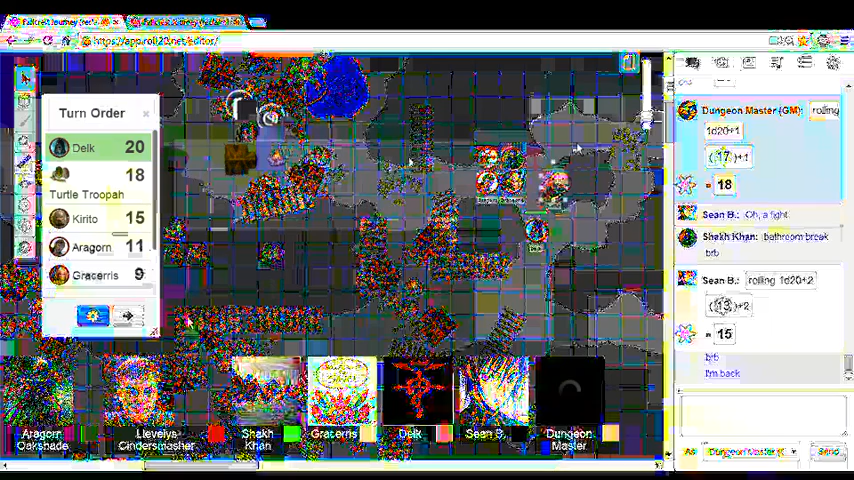 https://app.roll20.net/editor/
Turn Order ×
Delk 20
18
Turtle Troopah
Kirito 15
Aragorn 11
Gracerris 9
Dungeon Master (GM): rolling
1d20+1
(17)+1
= 18
Sean B.: Oh, a fight
Shakh Khan: bathroom break
brb
Sean B.: rolling 1d20+2
(13)+2
= 15
brb
I'm back
Aragorn
Oakshade
Llevelys
Cindersmasher
Shakh
Khan
Gracerris
Delk
Sean B.
Dungeon
Master
As: Dungeon Master (
Send